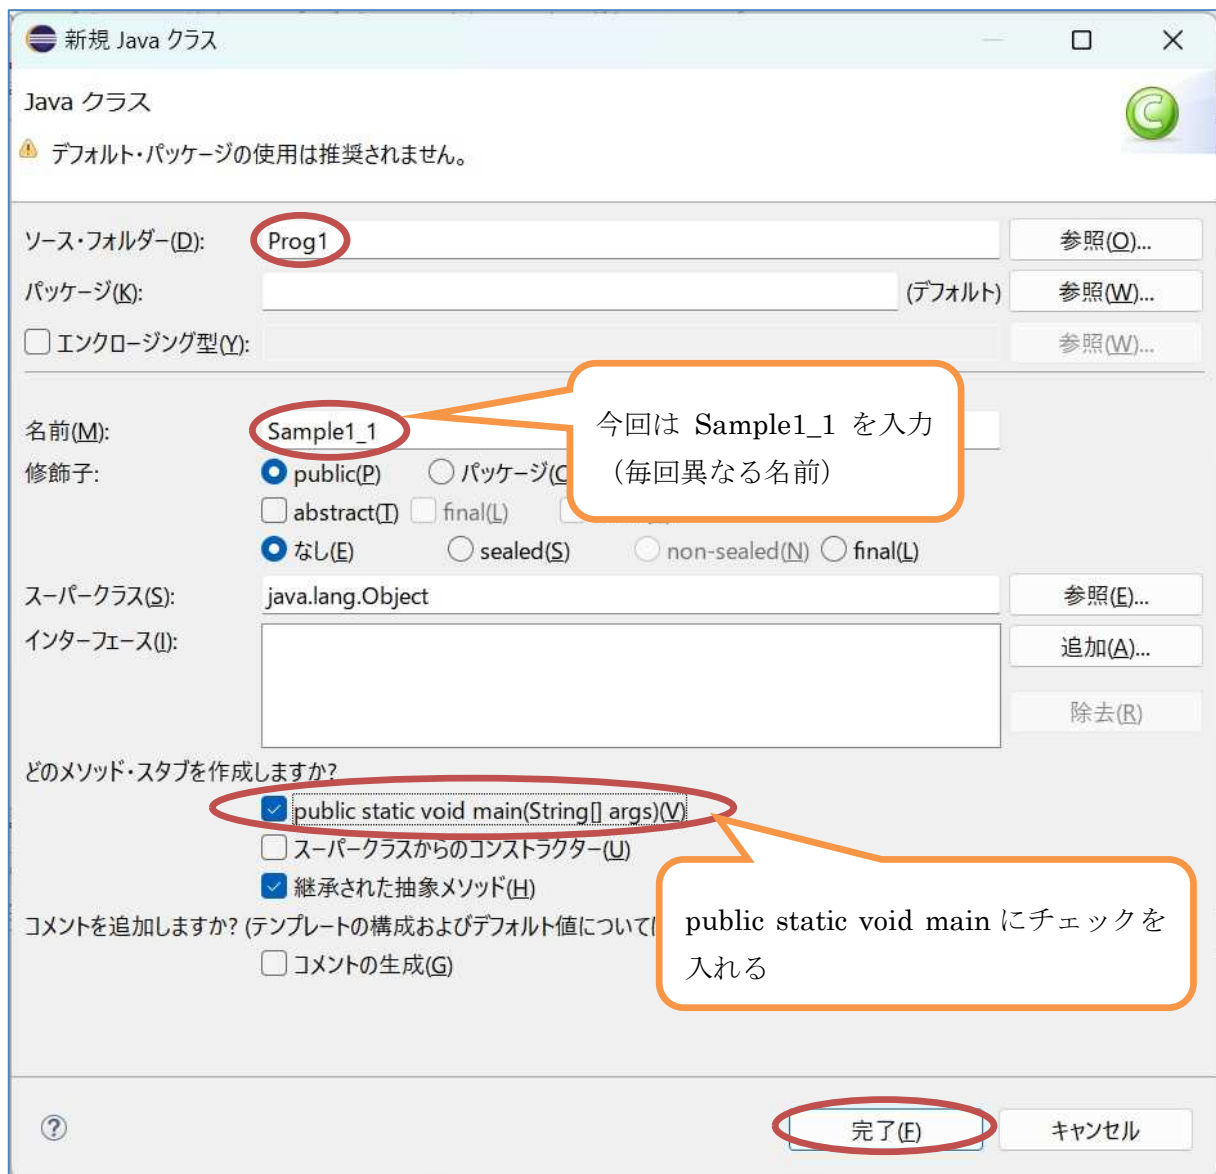 新規 Java クラス
Java クラス
デフォルト・パッケージの使用は推奨されません。
ソース・フォルダー(D): Prog1 参照(O)...
パッケージ(K): (デフォルト) 参照(W)...
エンクロージング型(Y): 参照(W)...
今回は Sample1_1 を入力
(毎回異なる名前)
名前(M): Sample1_1
修飾子: public(P) パッケージ(C
abstract(T) final(L)
なし(E) sealed(S) non-sealed(N) final(L)
スーパークラス(S): java.lang.Object 参照(E)...
インターフェース(I): 追加(A)...
除去(R)
どのメソッド・スタブを作成しますか?
public static void main(String[] args)(V)
スーパークラスからのコンストラクター(U)
継承された抽象メソッド(H)
public static void main にチェックを
入れる
コメントを追加しますか? (テンプレートの構成およびデフォルト値については
コメントの生成(G)
完了(F) キャンセル